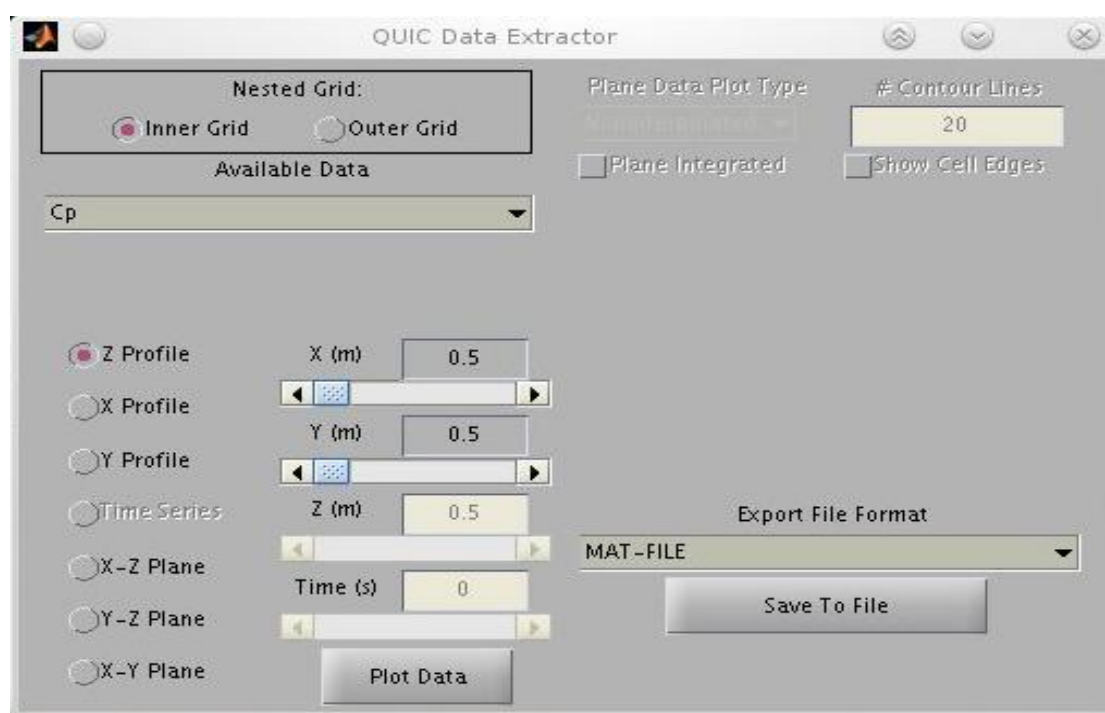 QUIC Data Extractor
Nested Grid:
Inner Grid Outer Grid
Available Data
Cp
Plane Data Plot Type
# Contour Lines
20
Plane Integrated
Show Cell Edges
Z Profile
X Profile
Y Profile
Time Series
X-Z Plane
Y-Z Plane
X-Y Plane
X (m) 0.5
Y (m) 0.5
Z (m) 0.5
Time (s) 0
Plot Data
Export File Format
MAT-FILE
Save To File